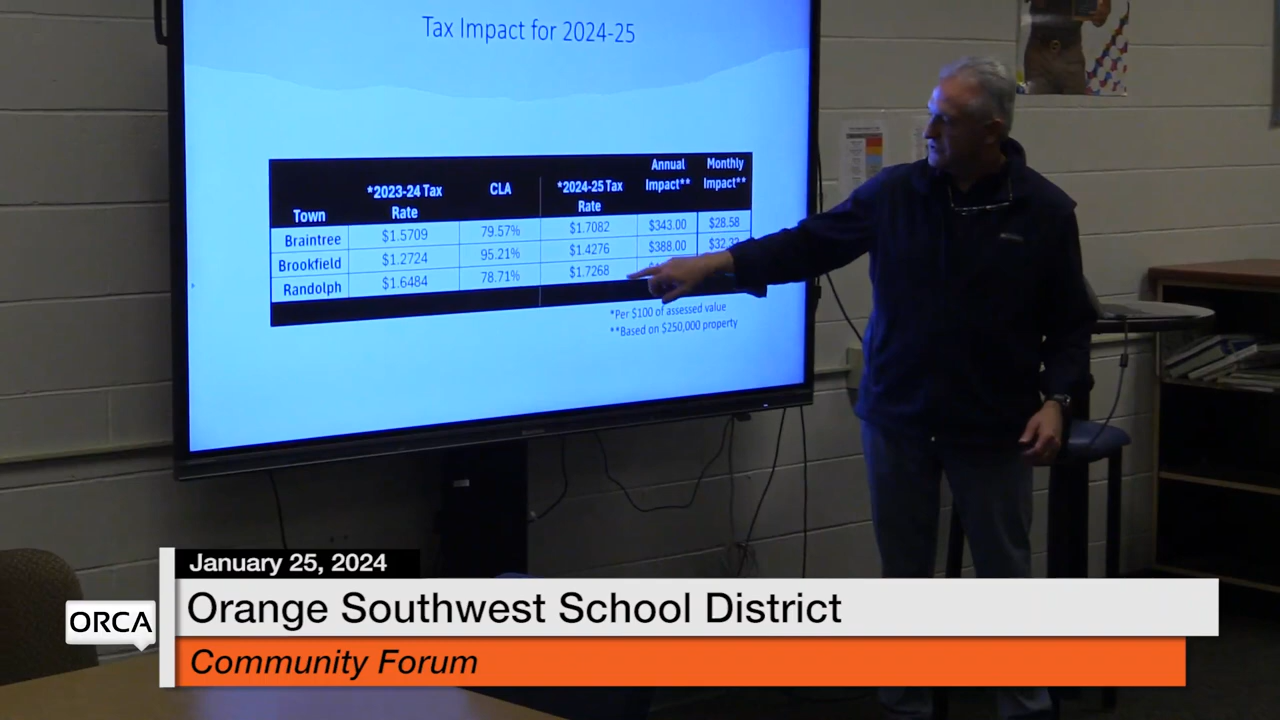 Tax Impact for 2024-25
Town
*2023-24 Tax Rate
CLA
*2024-25 Tax Rate
Annual Impact**
Monthly Impact**
Braintree $1.5709 79.57% $1.7082 $343.00 $28.58
Brookfield $1.2724 95.21% $1.4276 $388.00
Randolph $1.6484 78.71% $1.7268
*Per $100 of assessed value
**Based on $250,000 property
January 25, 2024
ORCA
Orange Southwest School District
Community Forum